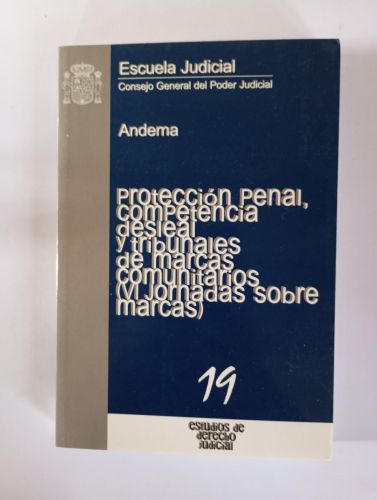 Escuela Judicial
Consejo General del Poder Judicial
Andema
Protección Penal,
competencia
desleal
y tribunales
de marcas
comunitarios
(VI Jornadas sobre
marcas)
19
estudios de
derecho
judicial